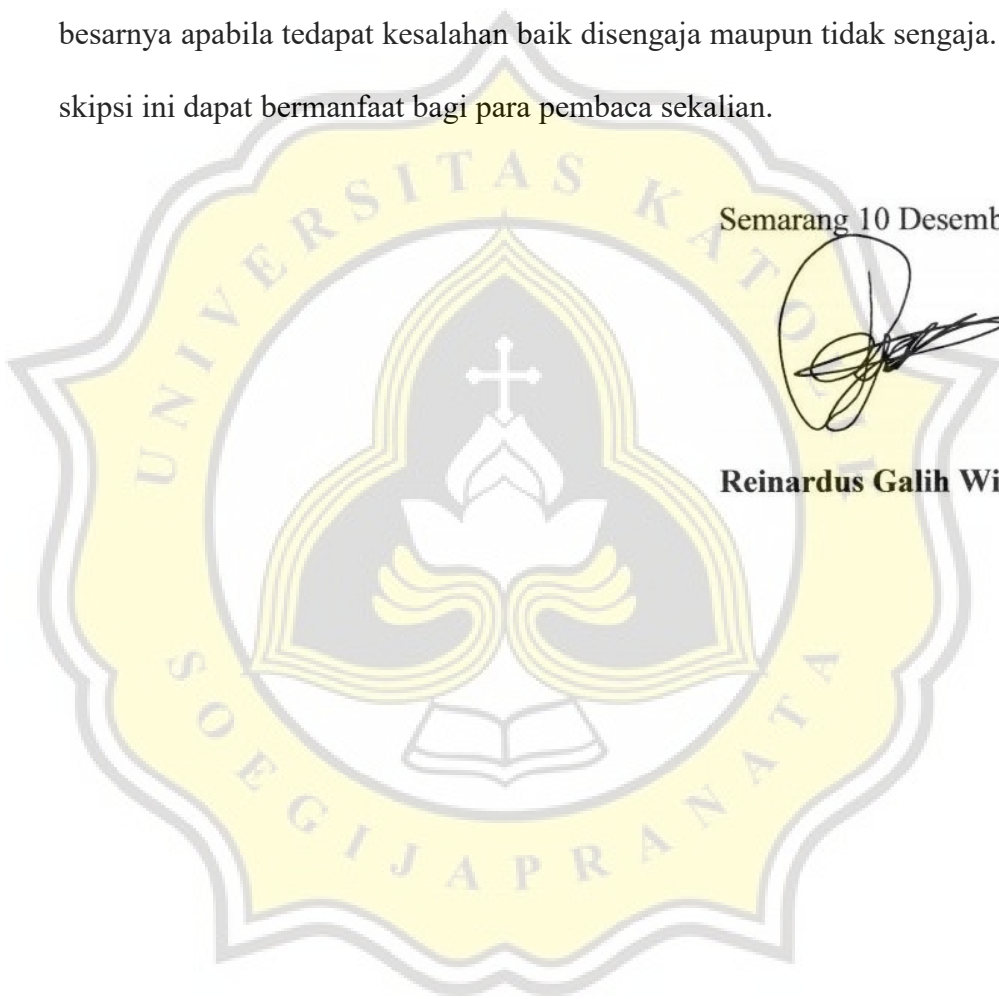 besarnya apabila tedapat kesalahan baik disengaja maupun tidak sengaja.
skipsi ini dapat bermanfaat bagi para pembaca sekalian.
Semarang 10 Desemb
Reinardus Galih Wi
UNIVERSITAS KATOLIK
SOEGIJAPRANATA